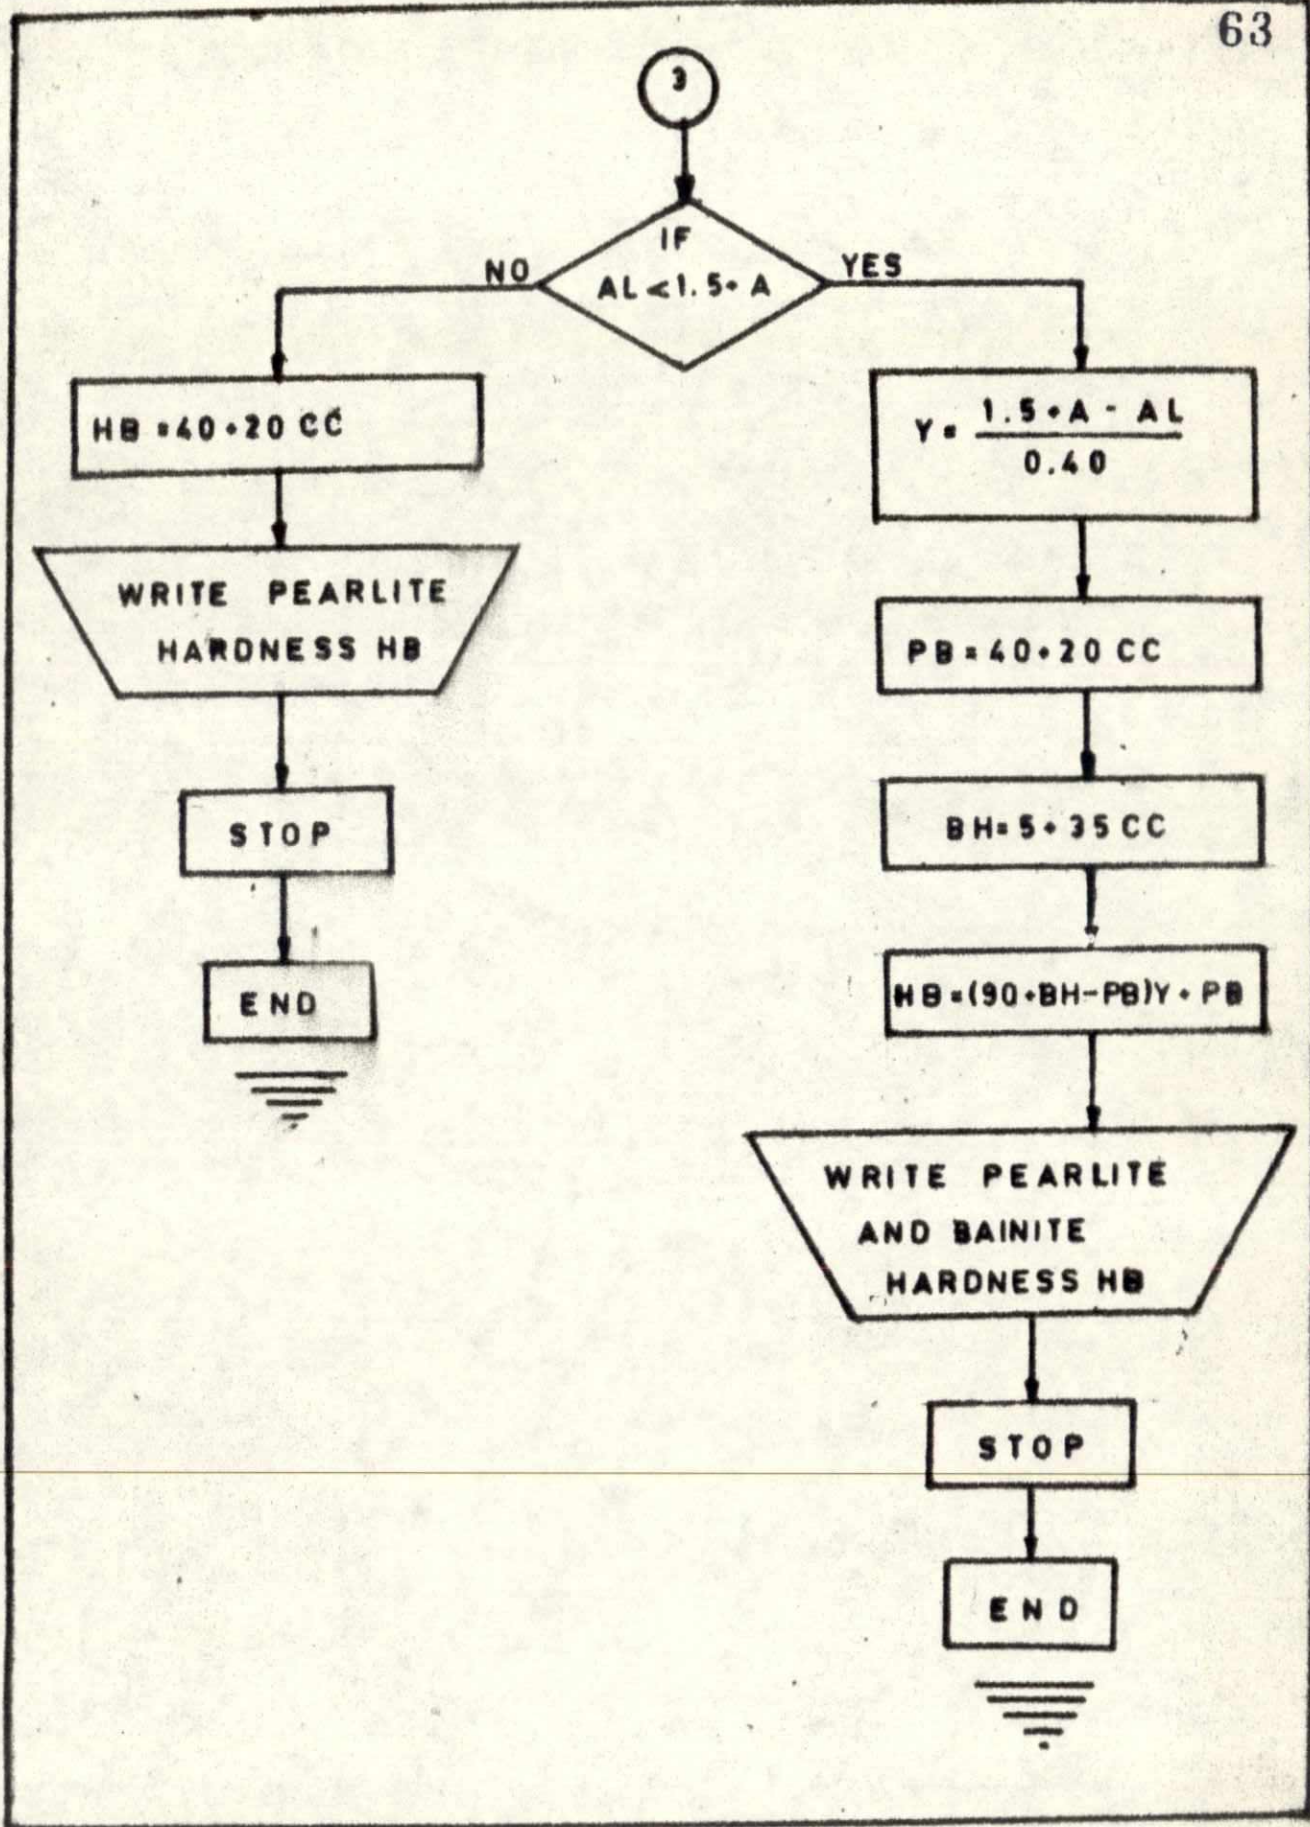 63
3
IF
AL < 1.5 + A
NO
YES
HB = 40 + 20 CC
WRITE PEARLITE
HARDNESS HB
STOP
END
Y = 1.5 + A - AL
0.40
PB = 40 + 20 CC
BH = 5 + 35 CC
HB = (90 + BH - PB) Y + PB
WRITE PEARLITE
AND BAINITE
HARDNESS HB
STOP
END